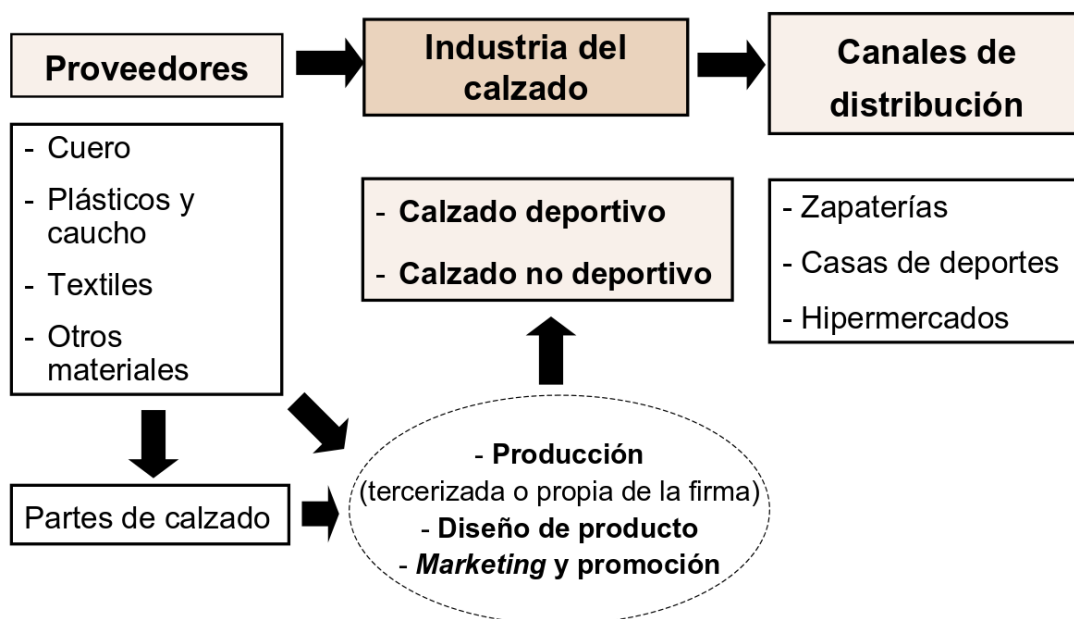 Proveedores
Industria del
calzado
Canales de
distribución
- Cuero
- Plásticos y
caucho
- Textiles
- Otros
materiales
- Calzado deportivo
- Calzado no deportivo
- Zapaterías
- Casas de deportes
- Hipermercados
Partes de calzado
- Producción
(tercerizada o propia de la firma)
- Diseño de producto
- Marketing y promoción